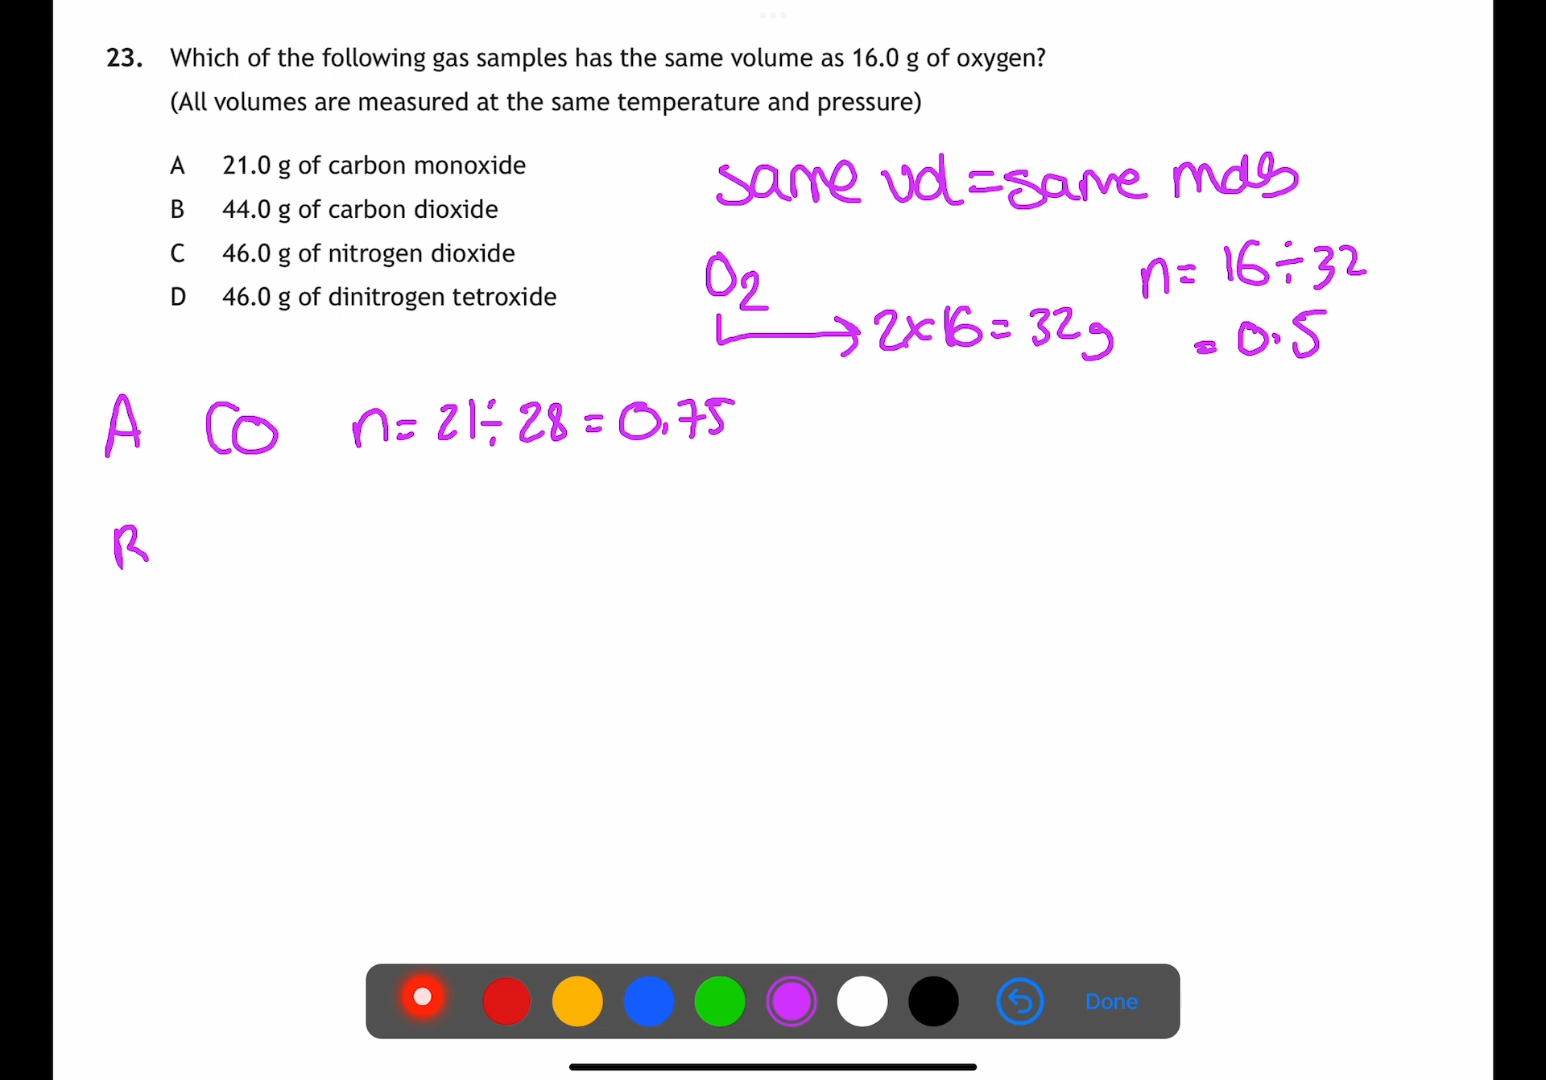 23. Which of the following gas samples has the same volume as 16.0 g of oxygen?
(All volumes are measured at the same temperature and pressure)
A 21.0 g of carbon monoxide
B 44.0 g of carbon dioxide
C 46.0 g of nitrogen dioxide
D 46.0 g of dinitrogen tetroxide
same vol=same mols
O2
n= 16÷32
2x16=32g
= 0.5
A CO n= 21÷28=0.75
B
Done